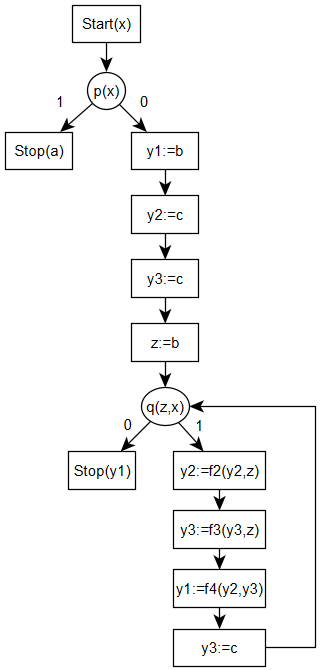 Start(x)
p(x)
1
0
Stop(a)
y1:=b
y2:=c
y3:=c
z:=b
q(z,x)
0
1
Stop(y1)
y2:=f2(y2,z)
y3:=f3(y3,z)
y1:=f4(y2,y3)
y3:=c